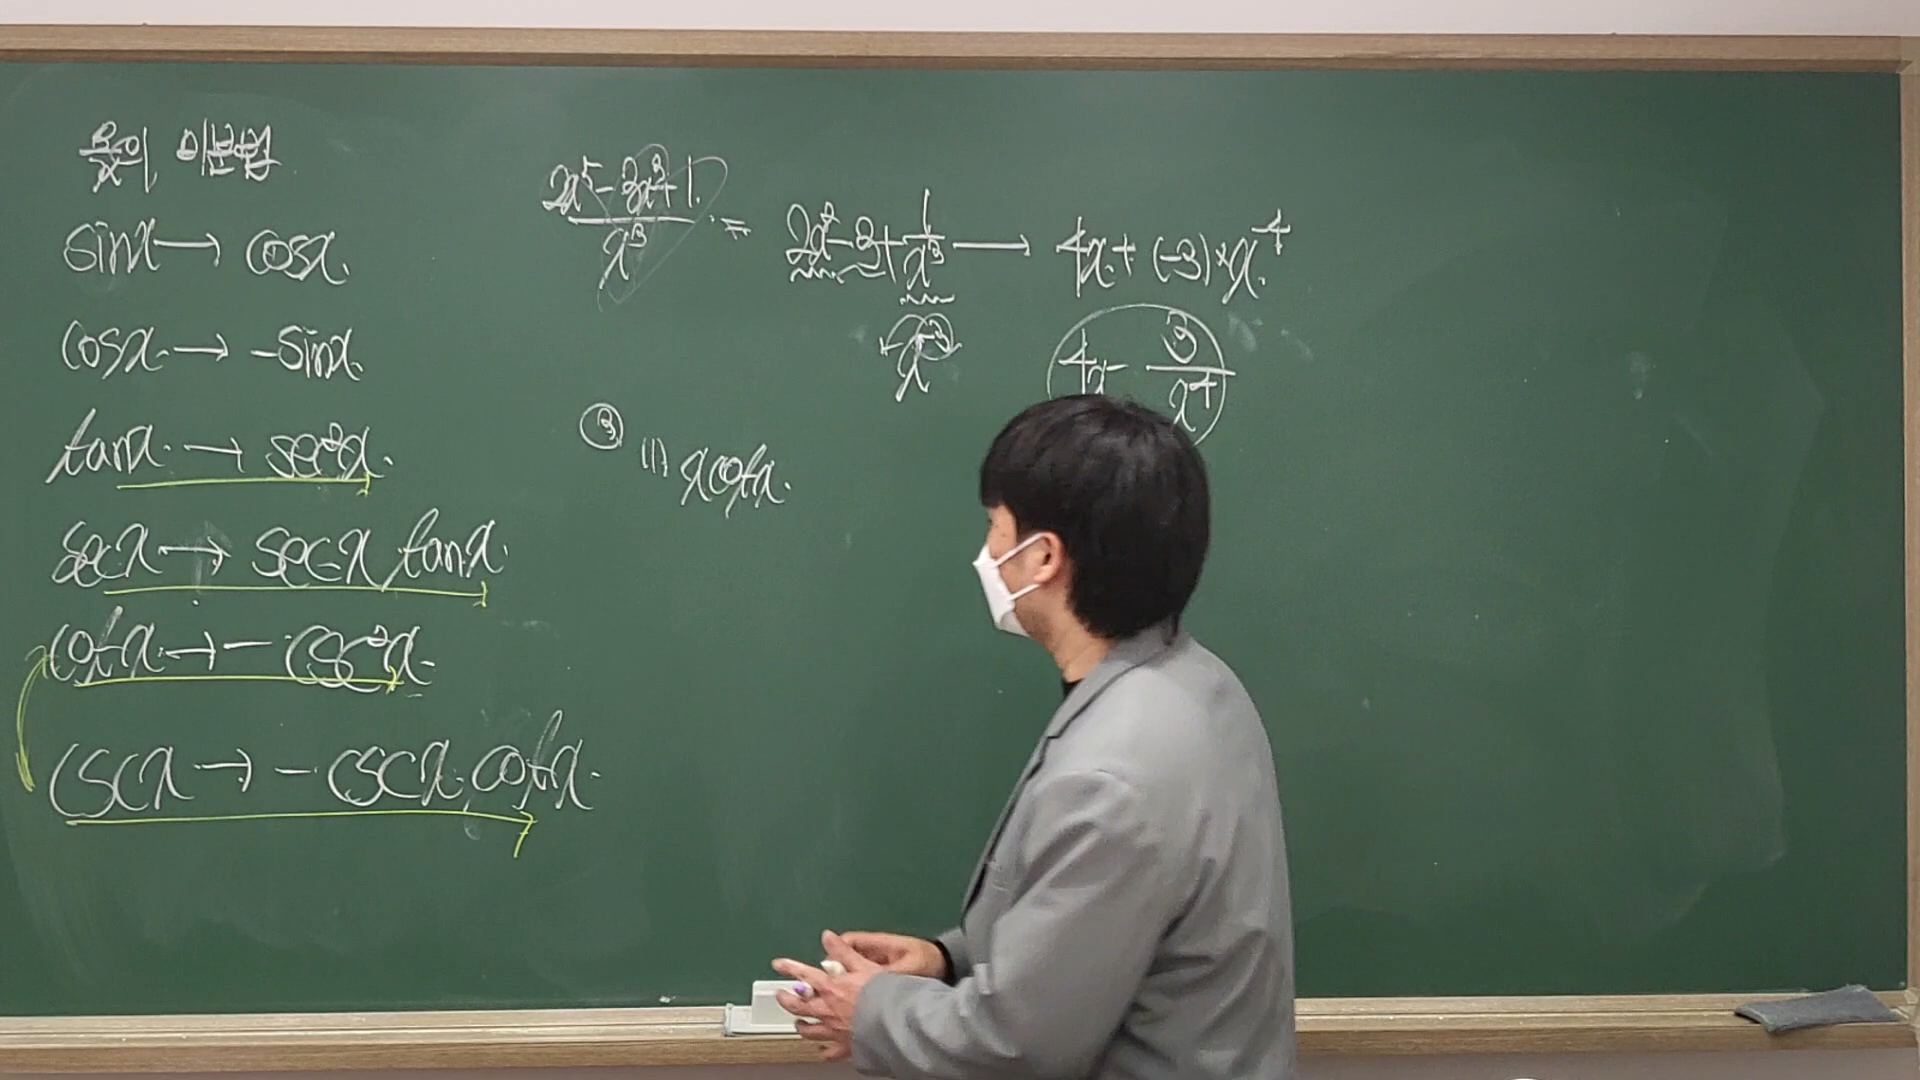 몫의 미분법
sinx → cosx.
cosx. → -sinx.
tanx. → sec²x.
secx → secx tanx.
cotx. → - csc²x.
cscx → - cscx.cotx.
(2x⁵-3x³+1)/x³ = 2x²-3+1/x³ → 4x+(-3)×x⁻⁴
x⁻³
4x-3/x⁴
③ (1) xcotx.